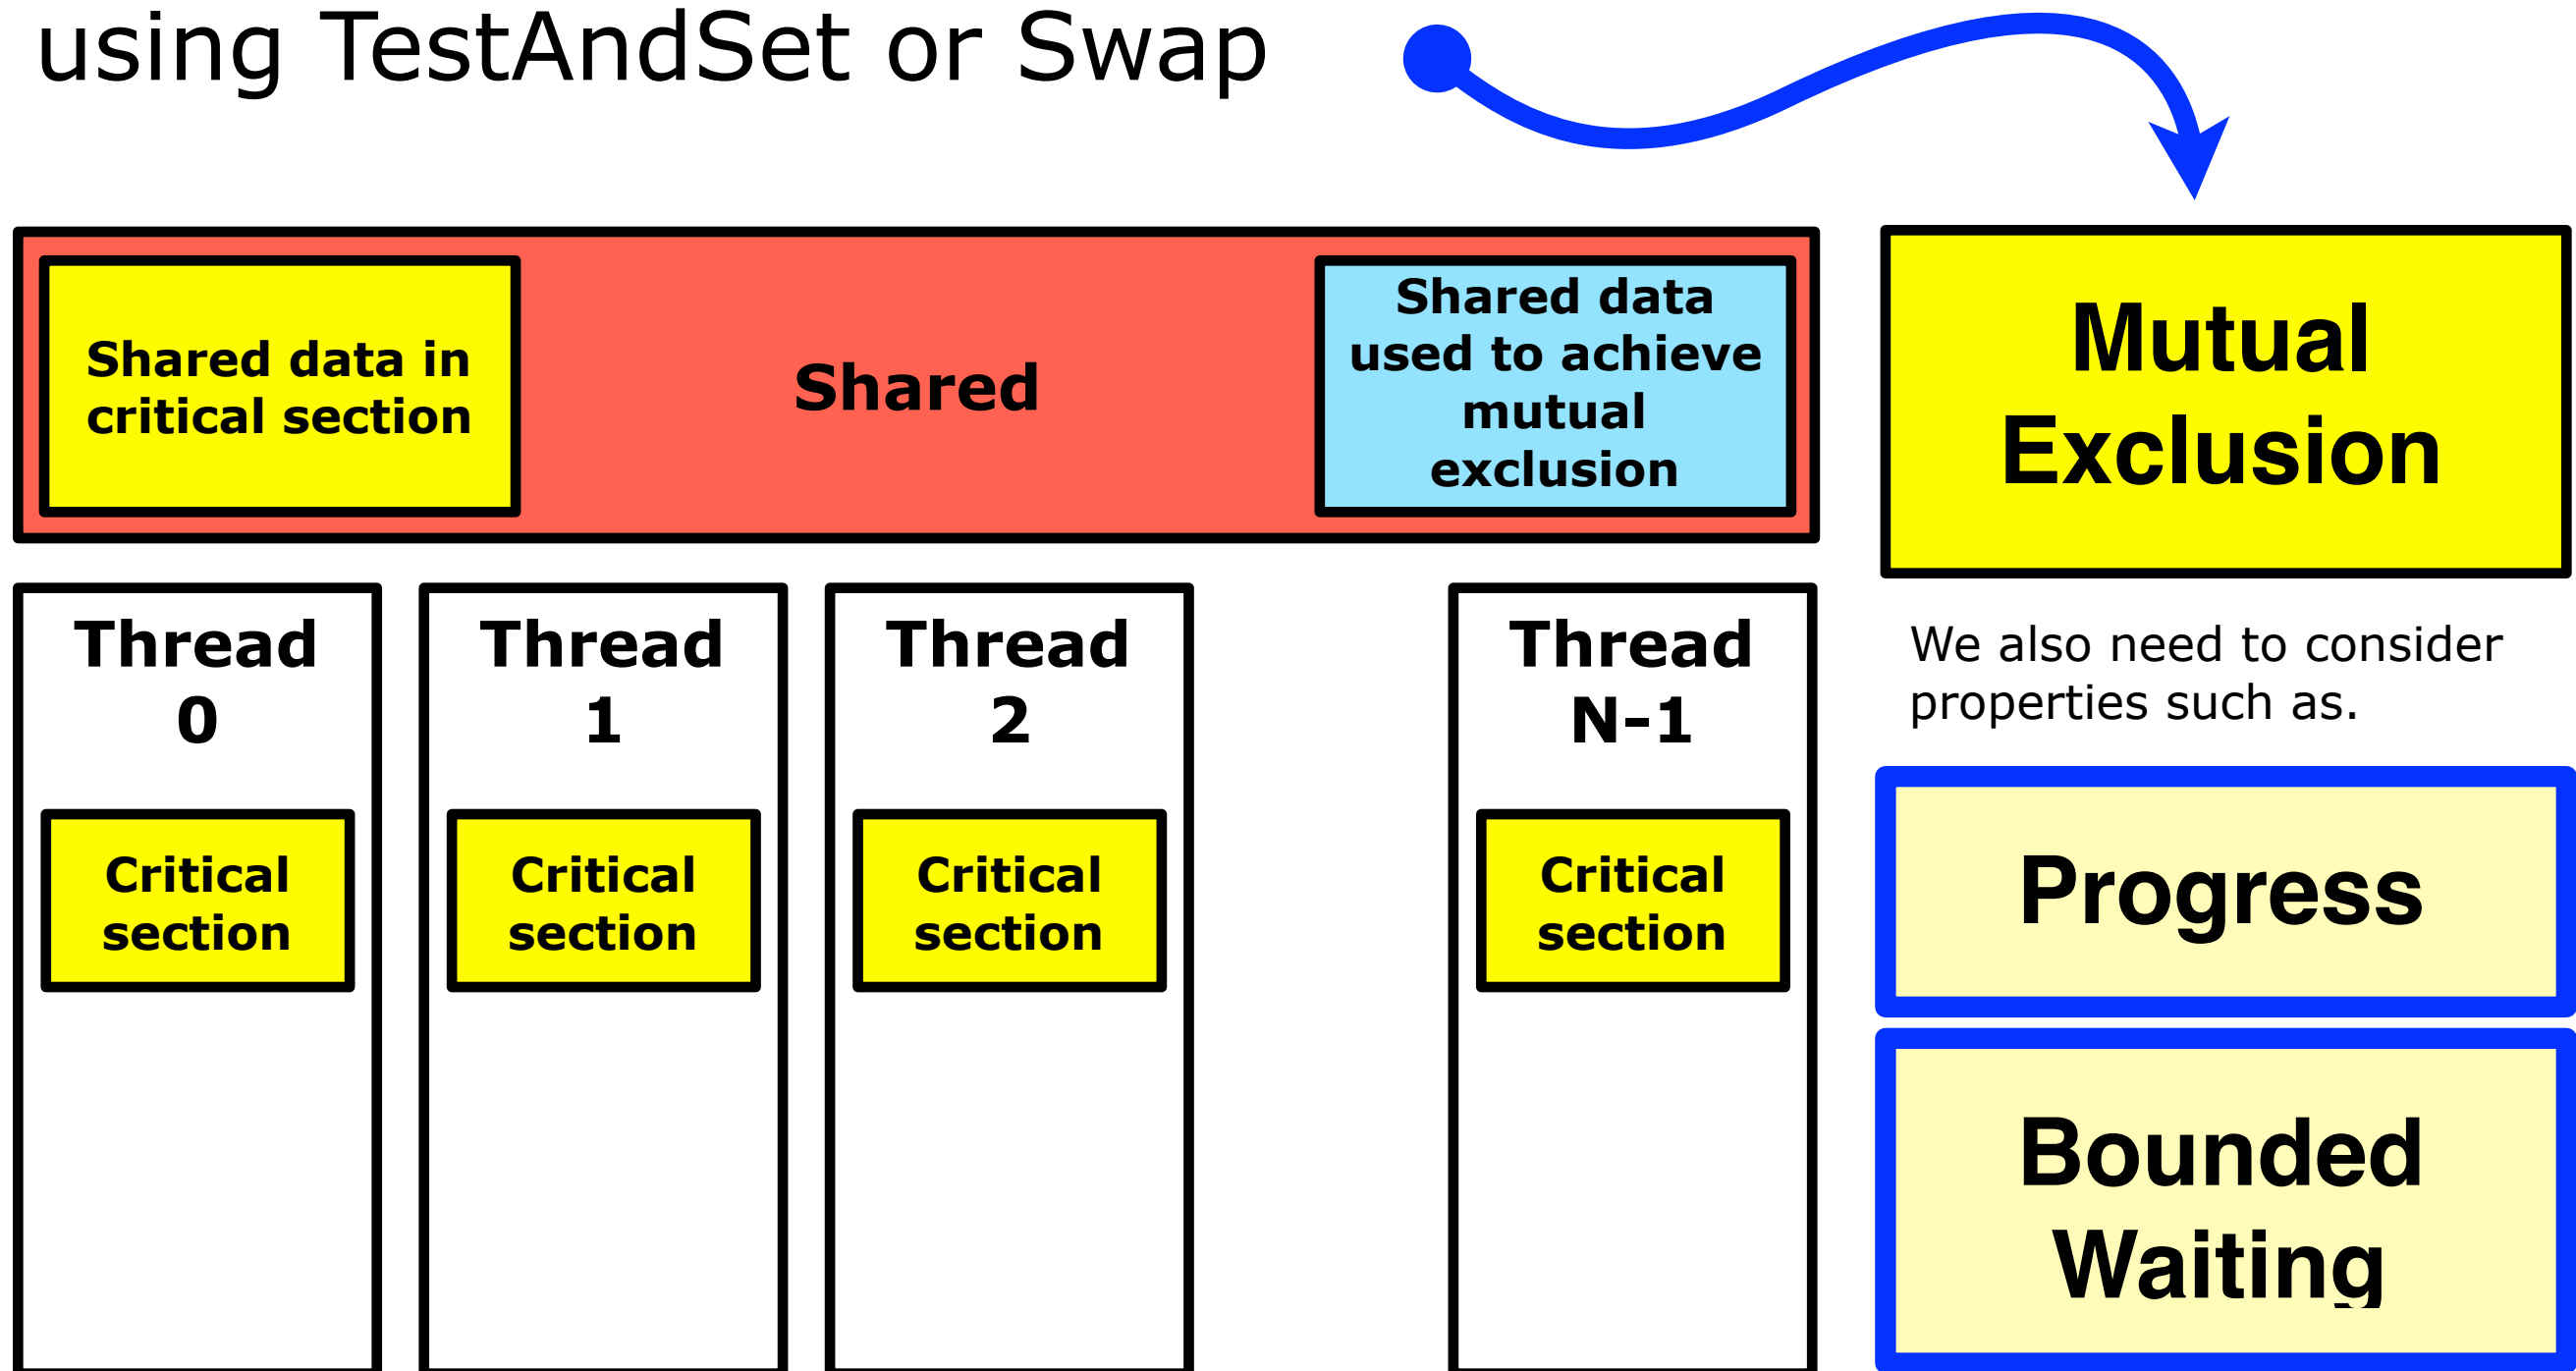 using TestAndSet or Swap
Shared data in
critical section
Shared
Shared data
used to achieve
mutual
exclusion
Mutual
Exclusion
Thread
0
Thread
1
Thread
2
Thread
N-1
We also need to consider
properties such as.
Critical
section
Critical
section
Critical
section
Critical
section
Progress
Bounded
Waiting